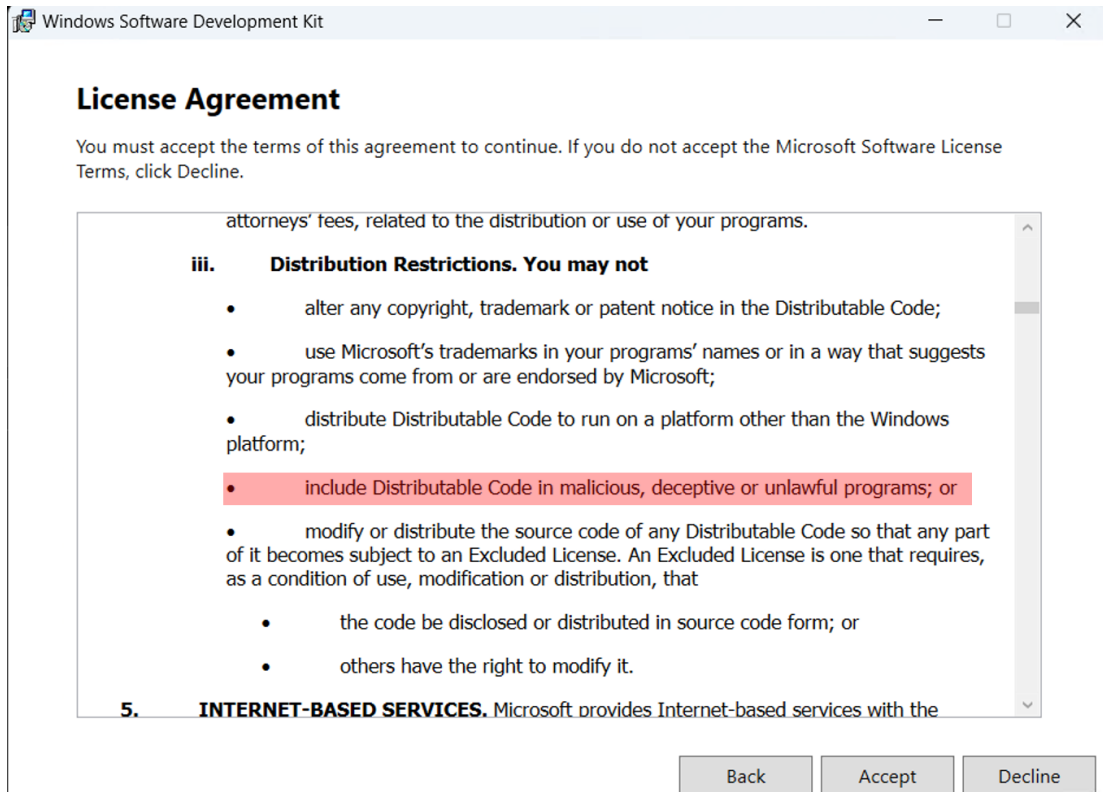 Windows Software Development Kit
License Agreement
You must accept the terms of this agreement to continue. If you do not accept the Microsoft Software License
Terms, click Decline.
attorneys’ fees, related to the distribution or use of your programs.
iii. Distribution Restrictions. You may not
• alter any copyright, trademark or patent notice in the Distributable Code;
• use Microsoft’s trademarks in your programs’ names or in a way that suggests
your programs come from or are endorsed by Microsoft;
• distribute Distributable Code to run on a platform other than the Windows
platform;
• include Distributable Code in malicious, deceptive or unlawful programs; or
• modify or distribute the source code of any Distributable Code so that any part
of it becomes subject to an Excluded License. An Excluded License is one that requires,
as a condition of use, modification or distribution, that
• the code be disclosed or distributed in source code form; or
• others have the right to modify it.
5. INTERNET-BASED SERVICES. Microsoft provides Internet-based services with the
Back Accept Decline